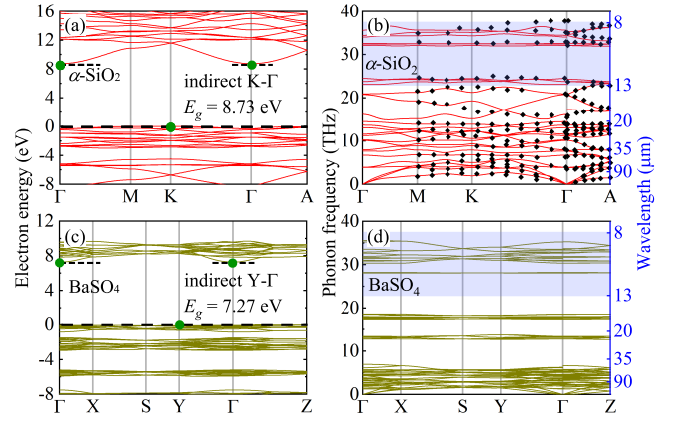 (a)
16
12
8
4
0
-4
-8
α-SiO2
indirect K-Γ
Eg = 8.73 eV
Γ M K Γ A
Electron energy (eV)
(b)
40
30
20
10
0
α-SiO2
Γ M K Γ A
Phonon frequency (THz)
8
13
20
35
90
Wavelength (μm)
(c)
12
8
4
0
-4
-8
BaSO4
indirect Y-Γ
Eg = 7.27 eV
Γ X S Y Γ Z
(d)
40
30
20
10
0
BaSO4
Γ X S Y Γ Z
8
13
20
35
90